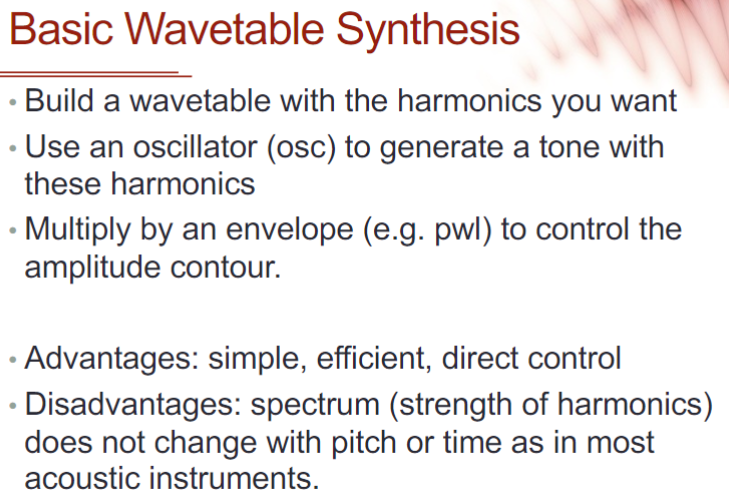 Basic Wavetable Synthesis
• Build a wavetable with the harmonics you want
• Use an oscillator (osc) to generate a tone with
these harmonics
• Multiply by an envelope (e.g. pwl) to control the
amplitude contour.
• Advantages: simple, efficient, direct control
• Disadvantages: spectrum (strength of harmonics)
does not change with pitch or time as in most
acoustic instruments.